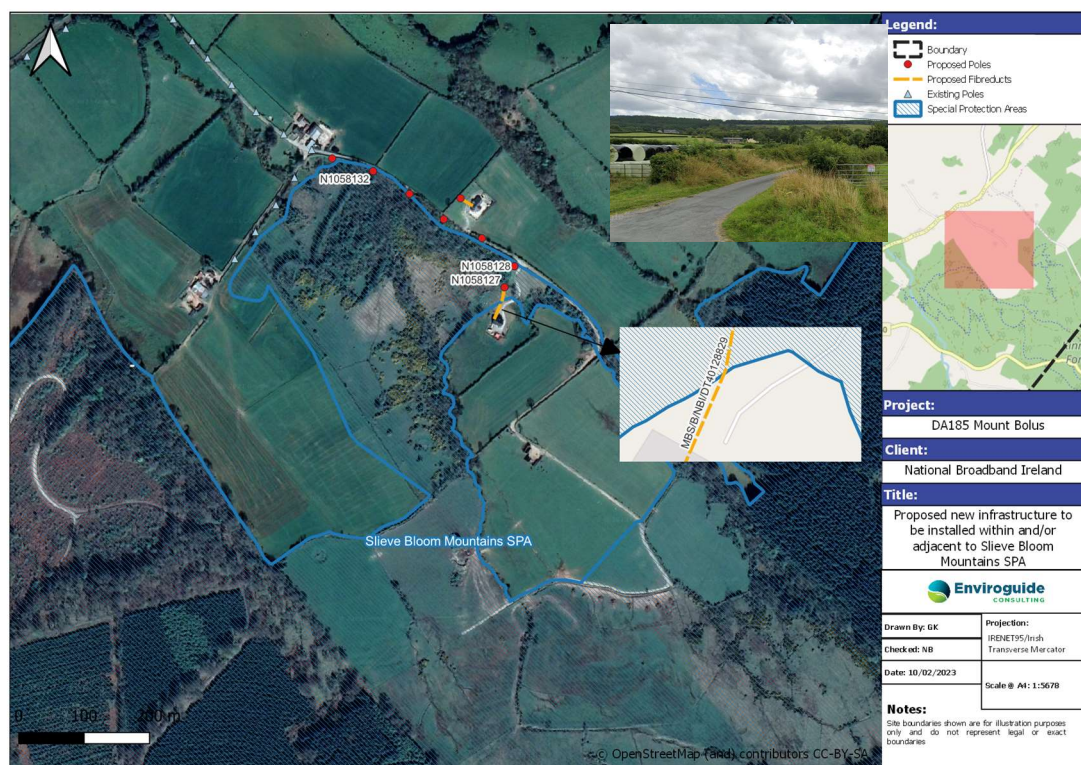 N1058132
N1058128
N1058127
MBS/B/NBI/DT40128829
Slieve Bloom Mountains SPA
0 100 200 m
© OpenStreetMap (and) contributors CC-BY-SA
Legend:
Boundary
Proposed Poles
Proposed Fibreducts
Existing Poles
Special Protection Areas
Project:
DA185 Mount Bolus
Client:
National Broadband Ireland
Title:
Proposed new infrastructure to
be installed within and/or
adjacent to Slieve Bloom
Mountains SPA
Enviroguide
CONSULTING
Drawn By: GK
Checked: NB
Date: 10/02/2023
Projection:
IRENET95/Irish
Transverse Mercator
Scale @ A4: 1:5678
Notes:
Site boundaries shown are for illustration purposes
only and do not represent legal or exact
boundaries